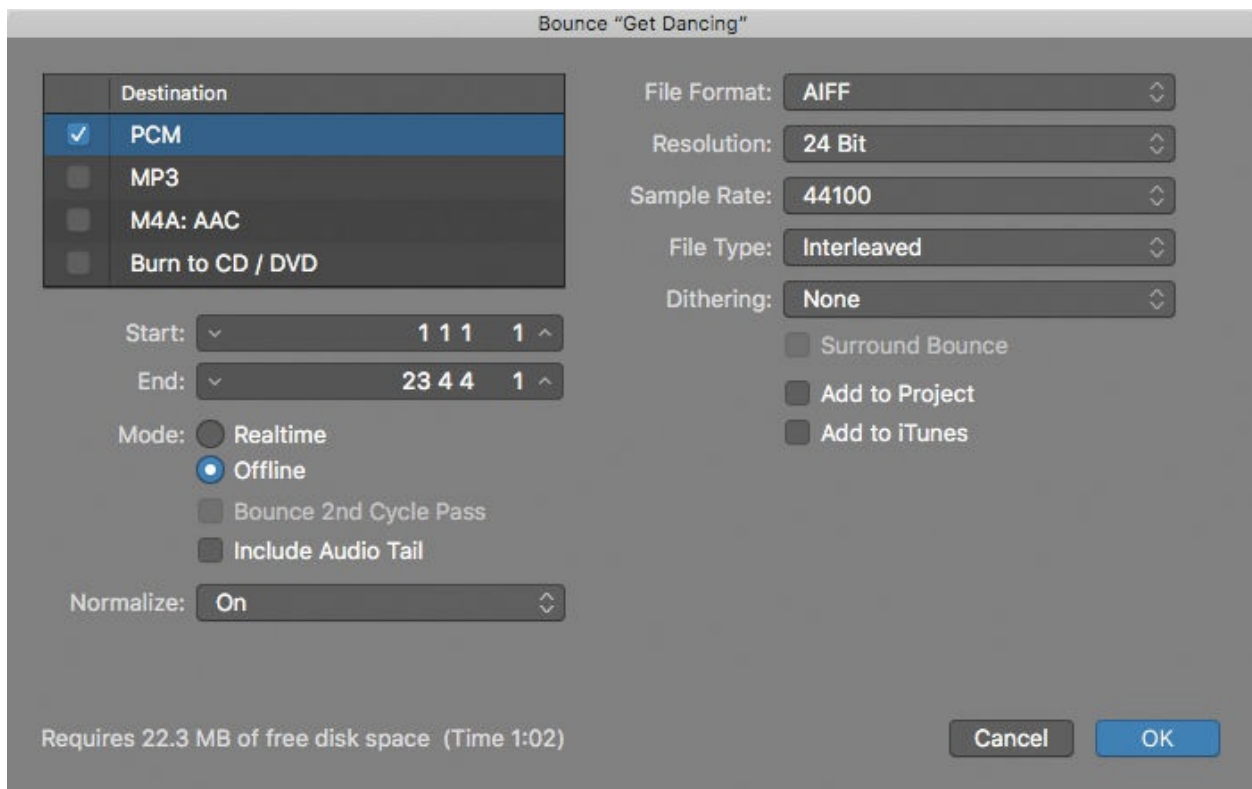 Bounce “Get Dancing”
Destination
PCM
MP3
M4A: AAC
Burn to CD / DVD
Start: 1 1 1 1
End: 23 4 4 1
Mode: Realtime
Offline
Bounce 2nd Cycle Pass
Include Audio Tail
Normalize: On
File Format: AIFF
Resolution: 24 Bit
Sample Rate: 44100
File Type: Interleaved
Dithering: None
Surround Bounce
Add to Project
Add to iTunes
Requires 22.3 MB of free disk space (Time 1:02)
Cancel OK